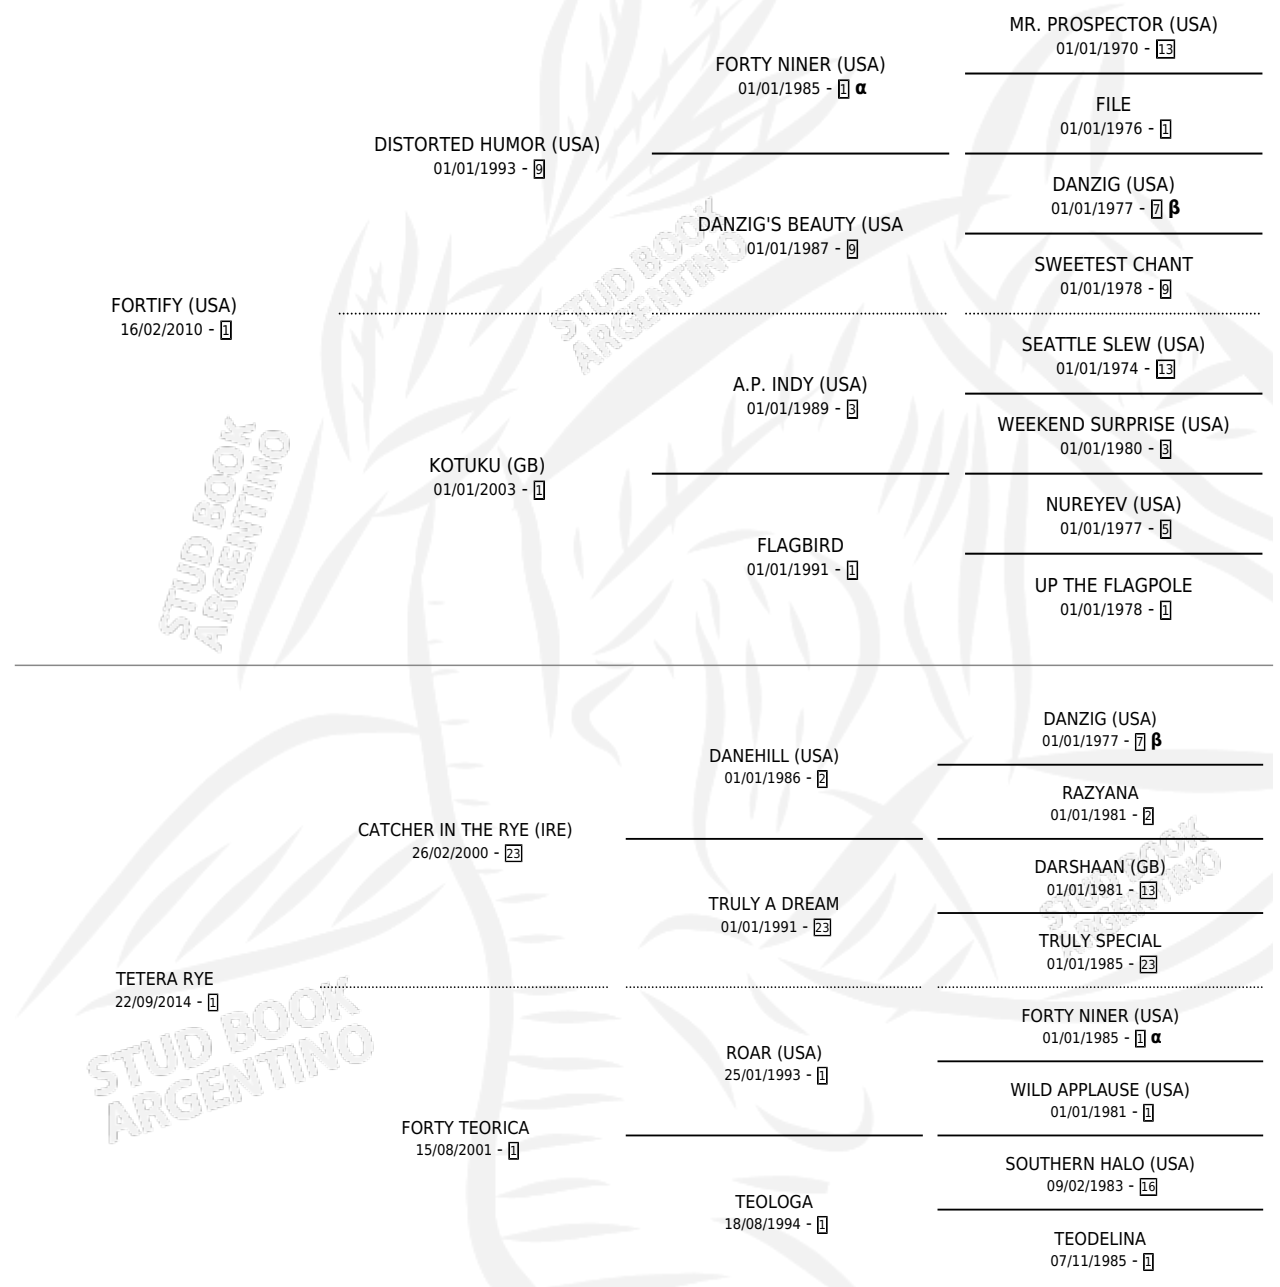 MR. PROSPECTOR (USA)
01/01/1970 - 13
FORTY NINER (USA)
01/01/1985 - 1 α
FILE
01/01/1976 - 1
DISTORTED HUMOR (USA)
01/01/1993 - 9
DANZIG (USA)
01/01/1977 - 7 β
DANZIG'S BEAUTY (USA
01/01/1987 - 9
SWEETEST CHANT
01/01/1978 - 9
FORTIFY (USA)
16/02/2010 - 1
SEATTLE SLEW (USA)
01/01/1974 - 13
A.P. INDY (USA)
01/01/1989 - 3
WEEKEND SURPRISE (USA)
01/01/1980 - 3
KOTUKU (GB)
01/01/2003 - 1
NUREYEV (USA)
01/01/1977 - 5
FLAGBIRD
01/01/1991 - 1
UP THE FLAGPOLE
01/01/1978 - 1
DANZIG (USA)
01/01/1977 - 7 β
DANEHILL (USA)
01/01/1986 - 2
RAZYANA
01/01/1981 - 2
CATCHER IN THE RYE (IRE)
26/02/2000 - 23
DARSHAAN (GB)
01/01/1981 - 13
TRULY A DREAM
01/01/1991 - 23
TRULY SPECIAL
01/01/1985 - 23
TETERA RYE
22/09/2014 - 1
FORTY NINER (USA)
01/01/1985 - 1 α
ROAR (USA)
25/01/1993 - 1
WILD APPLAUSE (USA)
01/01/1981 - 1
FORTY TEORICA
15/08/2001 - 1
SOUTHERN HALO (USA)
09/02/1983 - 16
TEOLOGA
18/08/1994 - 1
TEODELINA
07/11/1985 - 1
STUD BOOK
ARGENTINO
STUD BOOK
ARGENTINO
STUD BOOK
ARGENTINO
STUD BOOK
ARGENTINO